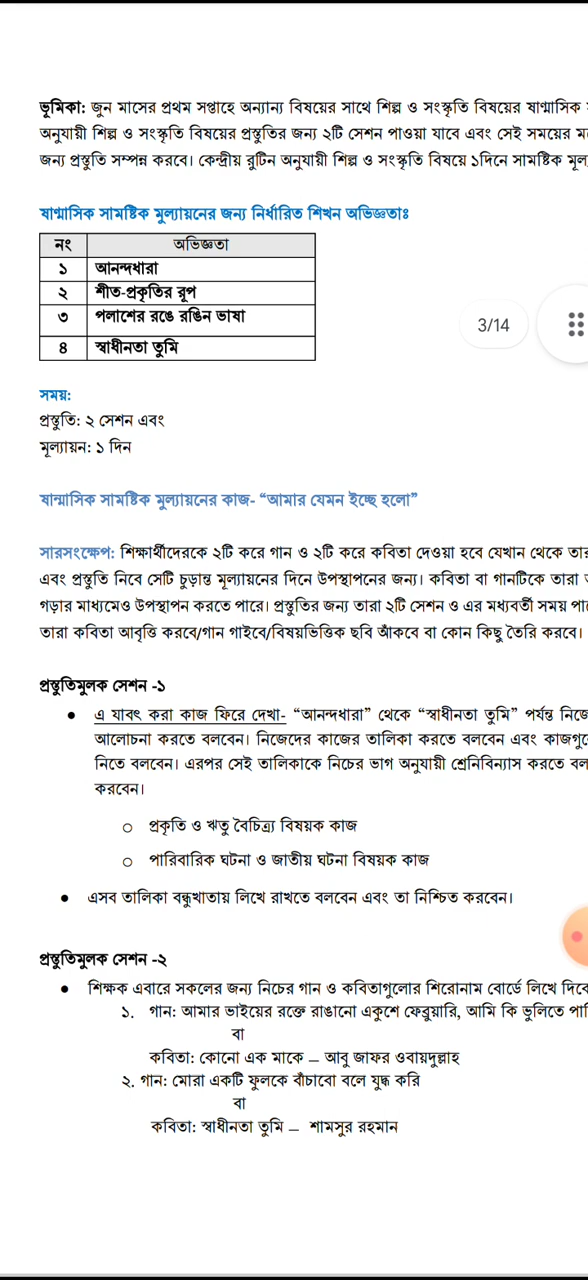 ভূমিকা: জুন মাসের প্রথম সপ্তাহে অন্যান্য বিষয়ের সাথে শিল্প ও সংস্কৃতি বিষয়ের ষাণ্মাসিক
অনুযায়ী শিল্প ও সংস্কৃতি বিষয়ের প্রস্তুতির জন্য ২টি সেশন পাওয়া যাবে এবং সেই সময়ের
জন্য প্রস্তুতি সম্পন্ন করবে। কেন্দ্রীয় রুটিন অনুযায়ী শিল্প ও সংস্কৃতি বিষয়ে ১দিনে সামষ্টিক
ষাণ্মাসিক সামষ্টিক মুল্যায়নের জন্য নির্ধারিত শিখন অভিজ্ঞতাঃ
নং অভিজ্ঞতা
১ আনন্দধারা
২ শীত-প্রকৃতির রূপ
৩ পলাশের রঙে রঙিন ভাষা
৪ স্বাধীনতা তুমি
3/14
সময়:
প্রস্তুতি: ২ সেশন এবং
মূল্যায়ন: ১ দিন
ষান্মাসিক সামষ্টিক মুল্যায়নের কাজ- “আমার যেমন ইচ্ছে হলো”
সারসংক্ষেপ: শিক্ষার্থীদেরকে ২টি করে গান ও ২টি করে কবিতা দেওয়া হবে যেখান থেকে
এবং প্রস্তুতি নিবে সেটি চুড়ান্ত মূল্যায়নের দিনে উপস্থাপনের জন্য। কবিতা বা গানটিকে তারা
গড়ার মাধ্যমেও উপস্থাপন করতে পারে। প্রস্তুতির জন্য তারা ২টি সেশন ও এর মধ্যবর্তী সময়
তারা কবিতা আবৃত্তি করবে/গান গাইবে/বিষয়ভিত্তিক ছবি আঁকবে বা কোন কিছু তৈরি করবে।
প্রস্তুতিমুলক সেশন -১
● এ যাবৎ করা কাজ ফিরে দেখা- “আনন্দধারা” থেকে “স্বাধীনতা তুমি” পর্যন্ত
আলোচনা করতে বলবেন। নিজেদের কাজের তালিকা করতে বলবেন এবং
নিতে বলবেন। এরপর সেই তালিকাকে নিচের ভাগ অনুযায়ী শ্রেনিবিন্যাস করতে
করবেন।
○ প্রকৃতি ও ঋতু বৈচিত্র্য বিষয়ক কাজ
○ পারিবারিক ঘটনা ও জাতীয় ঘটনা বিষয়ক কাজ
● এসব তালিকা বন্ধুখাতায় লিখে রাখতে বলবেন এবং তা নিশ্চিত করবেন।
প্রস্তুতিমুলক সেশন -২
● শিক্ষক এবারে সকলের জন্য নিচের গান ও কবিতাগুলোর শিরোনাম বোর্ডে লিখে
১. গান: আমার ভাইয়ের রক্তে রাঙানো একুশে ফেব্রুয়ারি, আমি কি ভুলিতে
বা
কবিতা: কোনো এক মাকে – আবু জাফর ওবায়দুল্লাহ
২. গান: মোরা একটি ফুলকে বাঁচাবো বলে যুদ্ধ করি
বা
কবিতা: স্বাধীনতা তুমি – শামসুর রহমান